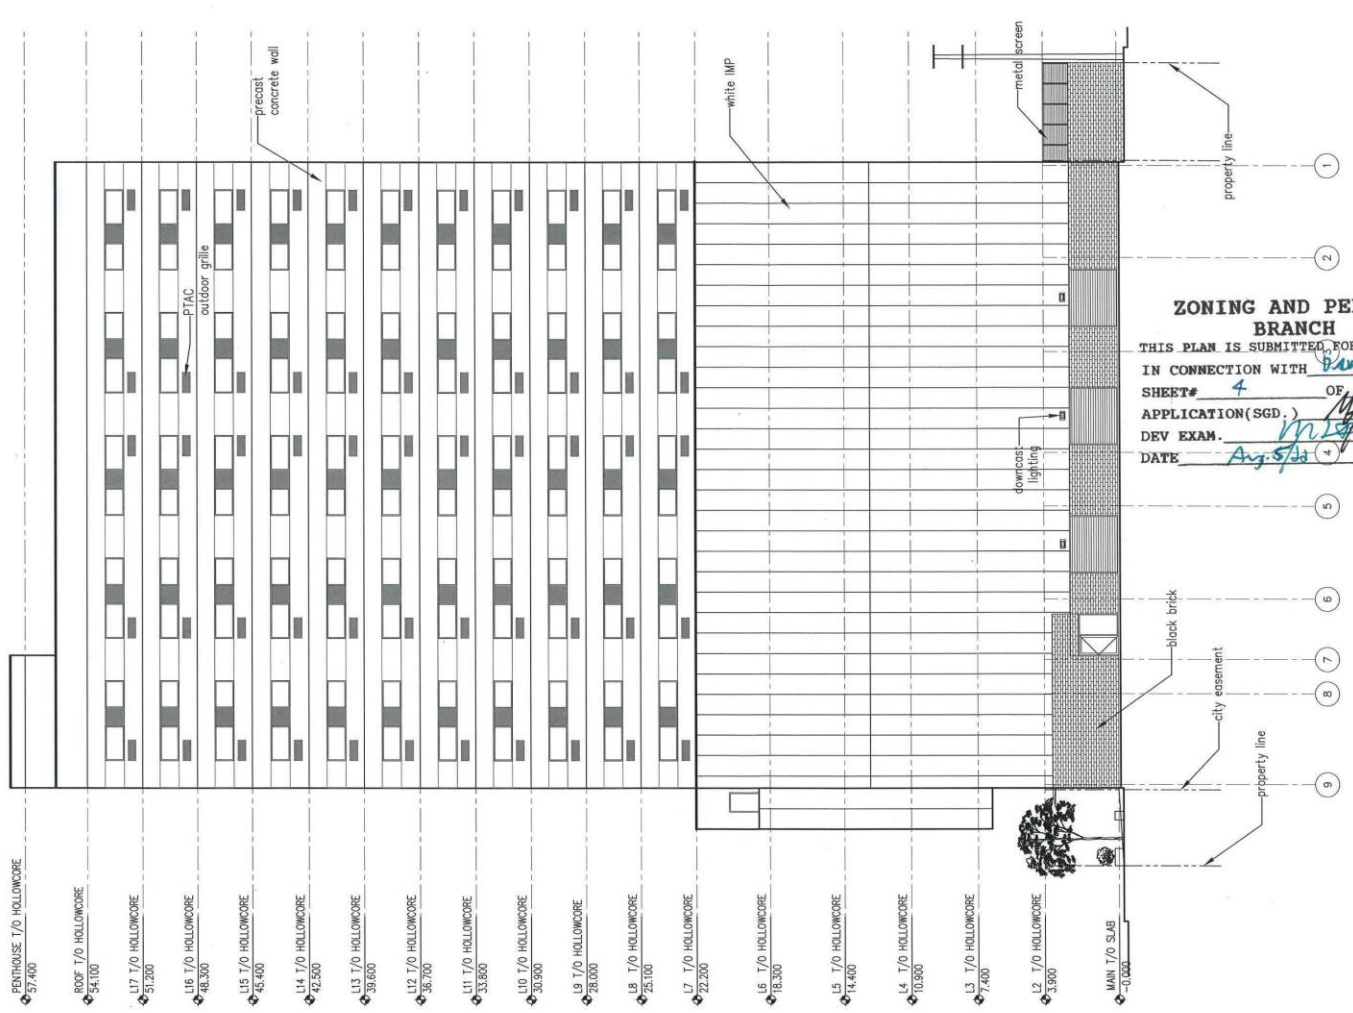 precast
concrete wall
white IMP
metal screen
property line
PTAC
outdoor grille
downcast
lighting
black brick
city easement
property line
PENTHOUSE T/O HOLLOWCORE
57.400
ROOF T/O HOLLOWCORE
54.100
L17 T/O HOLLOWCORE
51.200
L16 T/O HOLLOWCORE
48.300
L15 T/O HOLLOWCORE
45.400
L14 T/O HOLLOWCORE
42.500
L13 T/O HOLLOWCORE
39.600
L12 T/O HOLLOWCORE
36.700
L11 T/O HOLLOWCORE
33.800
L10 T/O HOLLOWCORE
30.900
L9 T/O HOLLOWCORE
28.000
L8 T/O HOLLOWCORE
25.100
L7 T/O HOLLOWCORE
22.200
L6 T/O HOLLOWCORE
18.300
L5 T/O HOLLOWCORE
14.400
L4 T/O HOLLOWCORE
10.900
L3 T/O HOLLOWCORE
7.400
L2 T/O HOLLOWCORE
3.900
MAIN T/O SLAB
-0.000
1
2
3
4
5
6
7
8
9
ZONING AND PE
BRANCH
THIS PLAN IS SUBMITTED FOR
IN CONNECTION WITH
SHEET# 4 OF
APPLICATION(SGD.)
DEV EXAM.
DATE Aug. 5/22